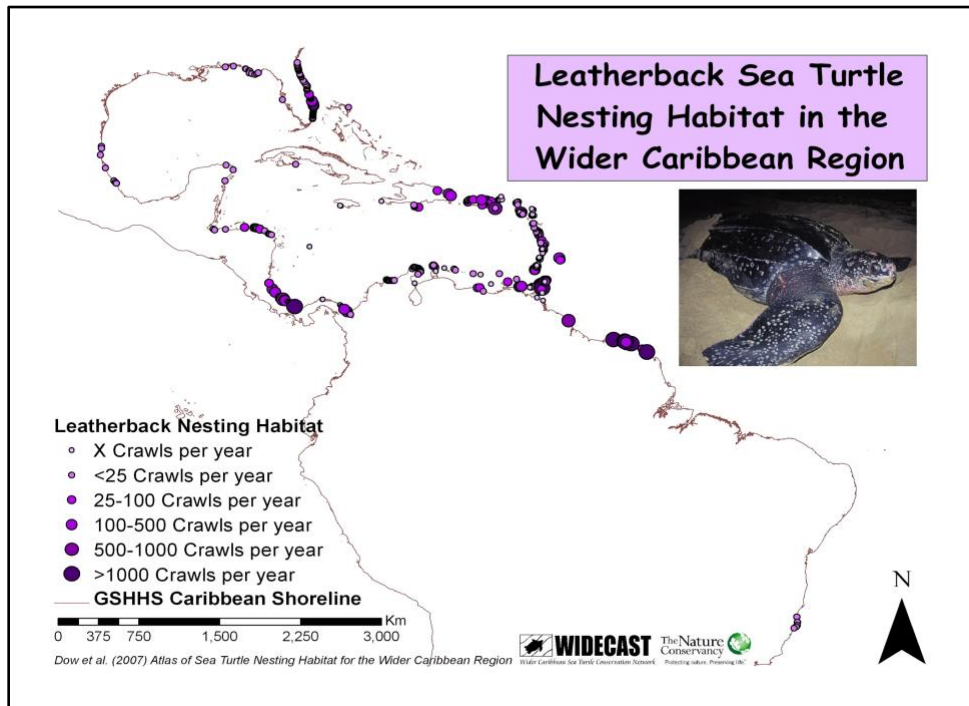 Leatherback Sea Turtle
Nesting Habitat in the
Wider Caribbean Region
Leatherback Nesting Habitat
X Crawls per year
<25 Crawls per year
25-100 Crawls per year
100-500 Crawls per year
500-1000 Crawls per year
>1000 Crawls per year
GSHHS Caribbean Shoreline
Km
0 375 750 1,500 2,250 3,000
Dow et al. (2007) Atlas of Sea Turtle Nesting Habitat for the Wider Caribbean Region
WIDECAST
Wider Caribbean Sea Turtle Conservation Network
The Nature
Conservancy
Protecting nature. Preserving life.
N